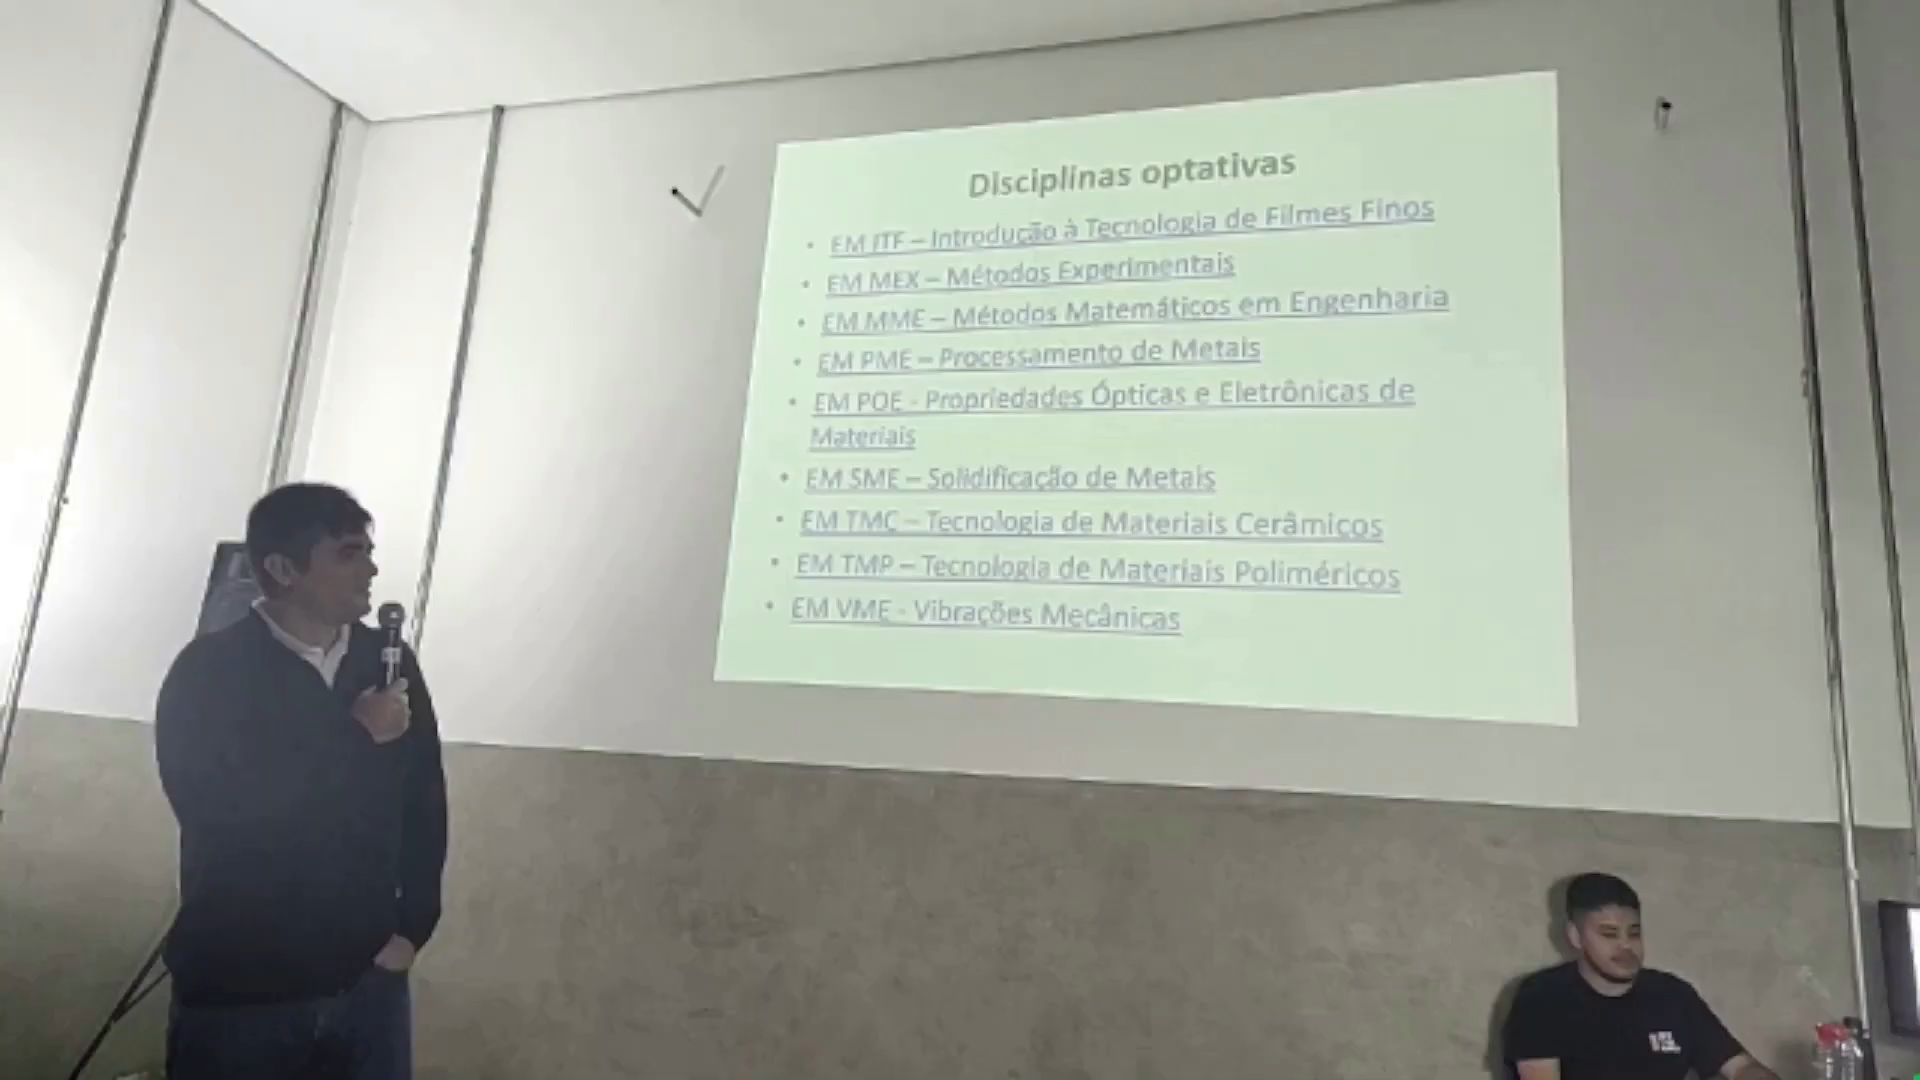 Disciplinas optativas
• EM ITF – Introdução à Tecnologia de Filmes Finos
• EM MEX – Métodos Experimentais
• EM MME – Métodos Matemáticos em Engenharia
• EM PME – Processamento de Metais
• EM POE - Propriedades Ópticas e Eletrônicas de
Materiais
• EM SME – Solidificação de Metais
• EM TMC – Tecnologia de Materiais Cerâmicos
• EM TMP – Tecnologia de Materiais Poliméricos
• EM VME - Vibrações Mecânicas